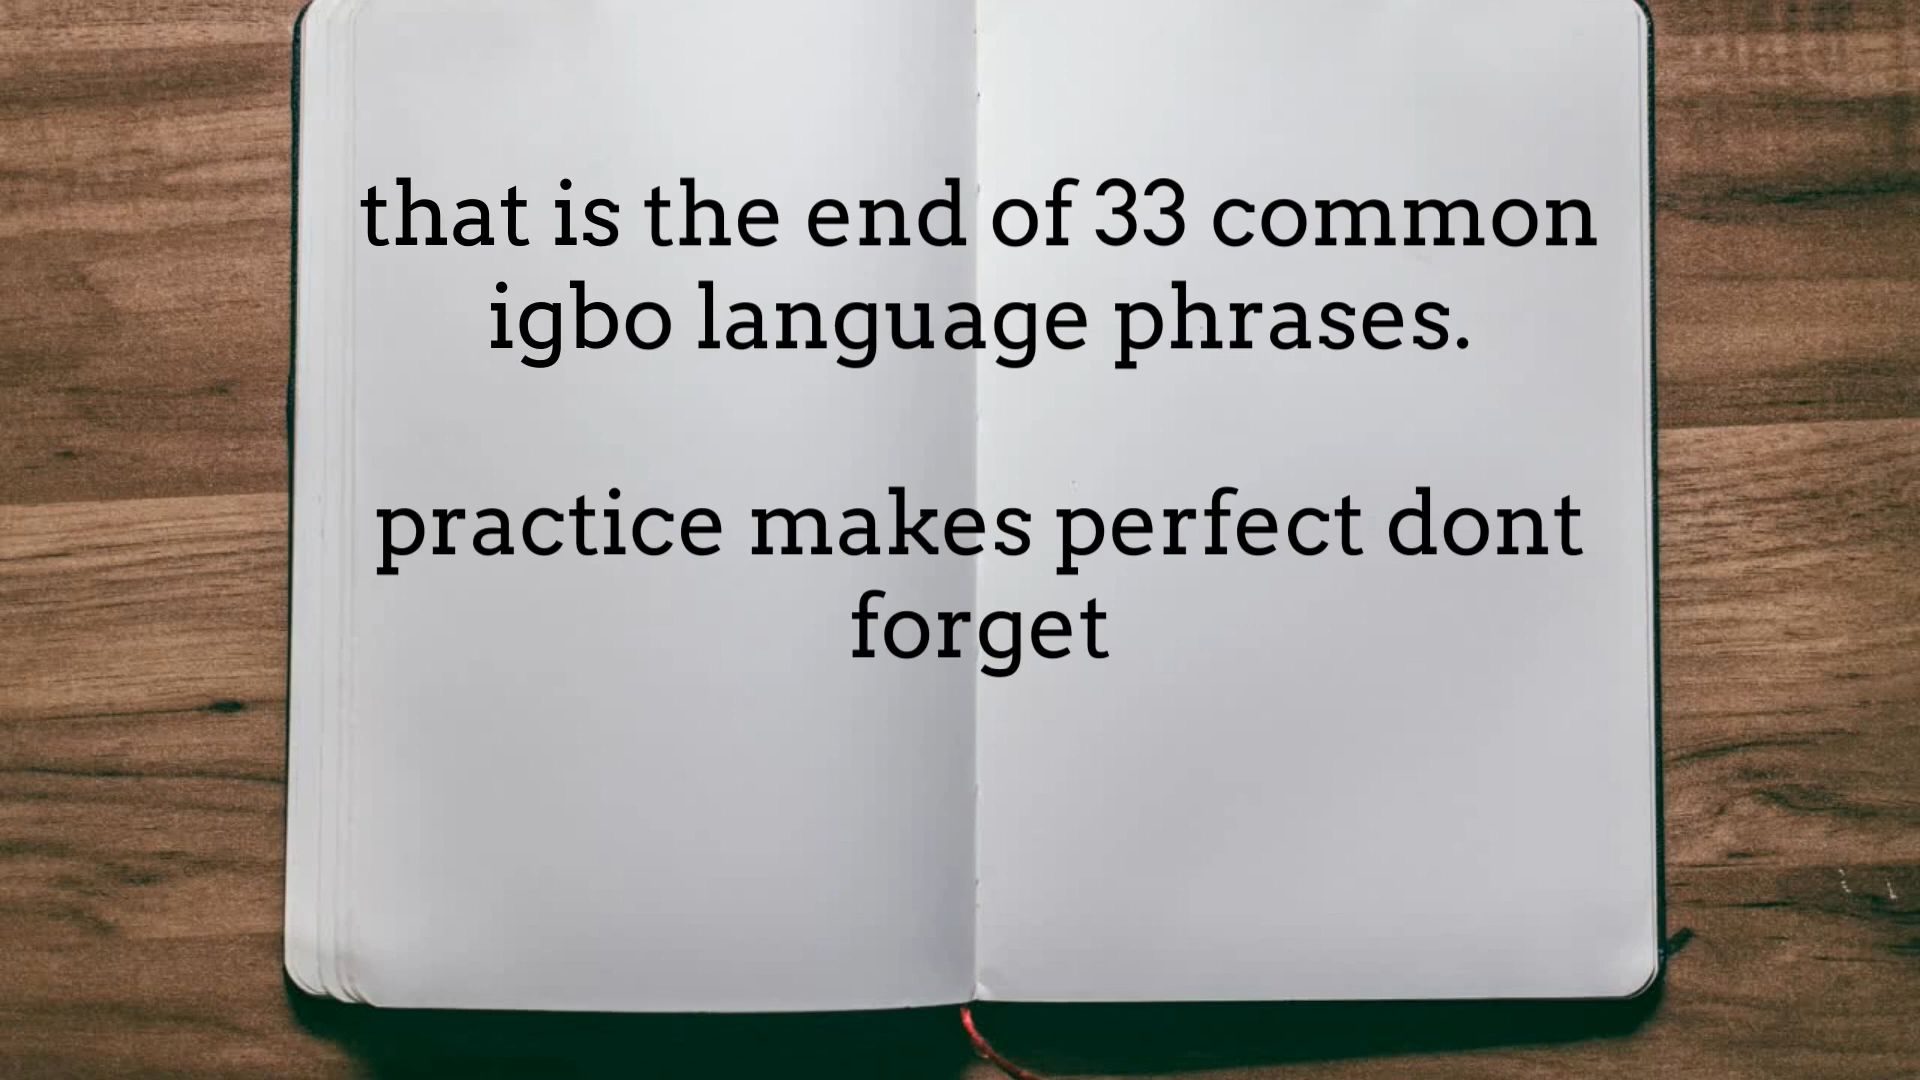 that is the end of 33 common
igbo language phrases.
practice makes perfect dont
forget